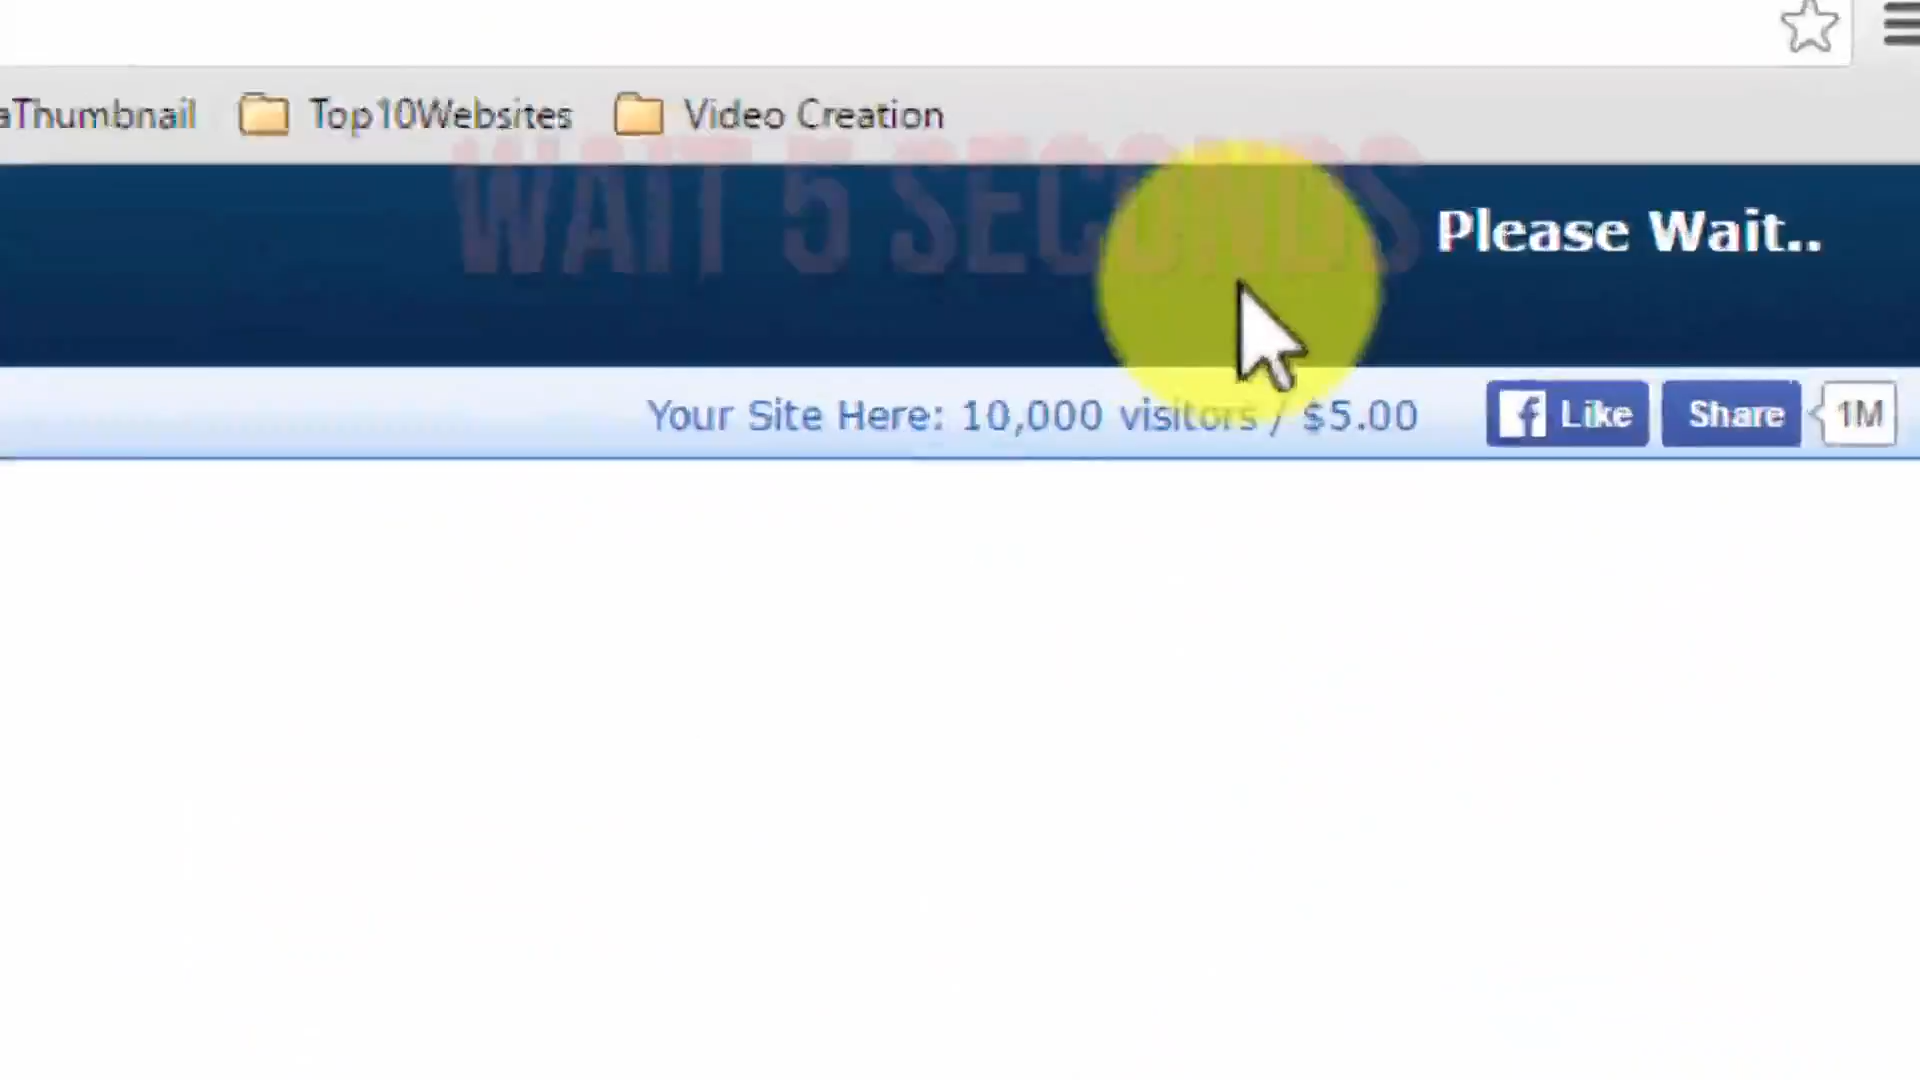 aThumbnail Top10Websites Video Creation
WAIT 5 SECONDS
Please Wait..
Your Site Here: 10,000 visitors / $5.00 Like Share 1M